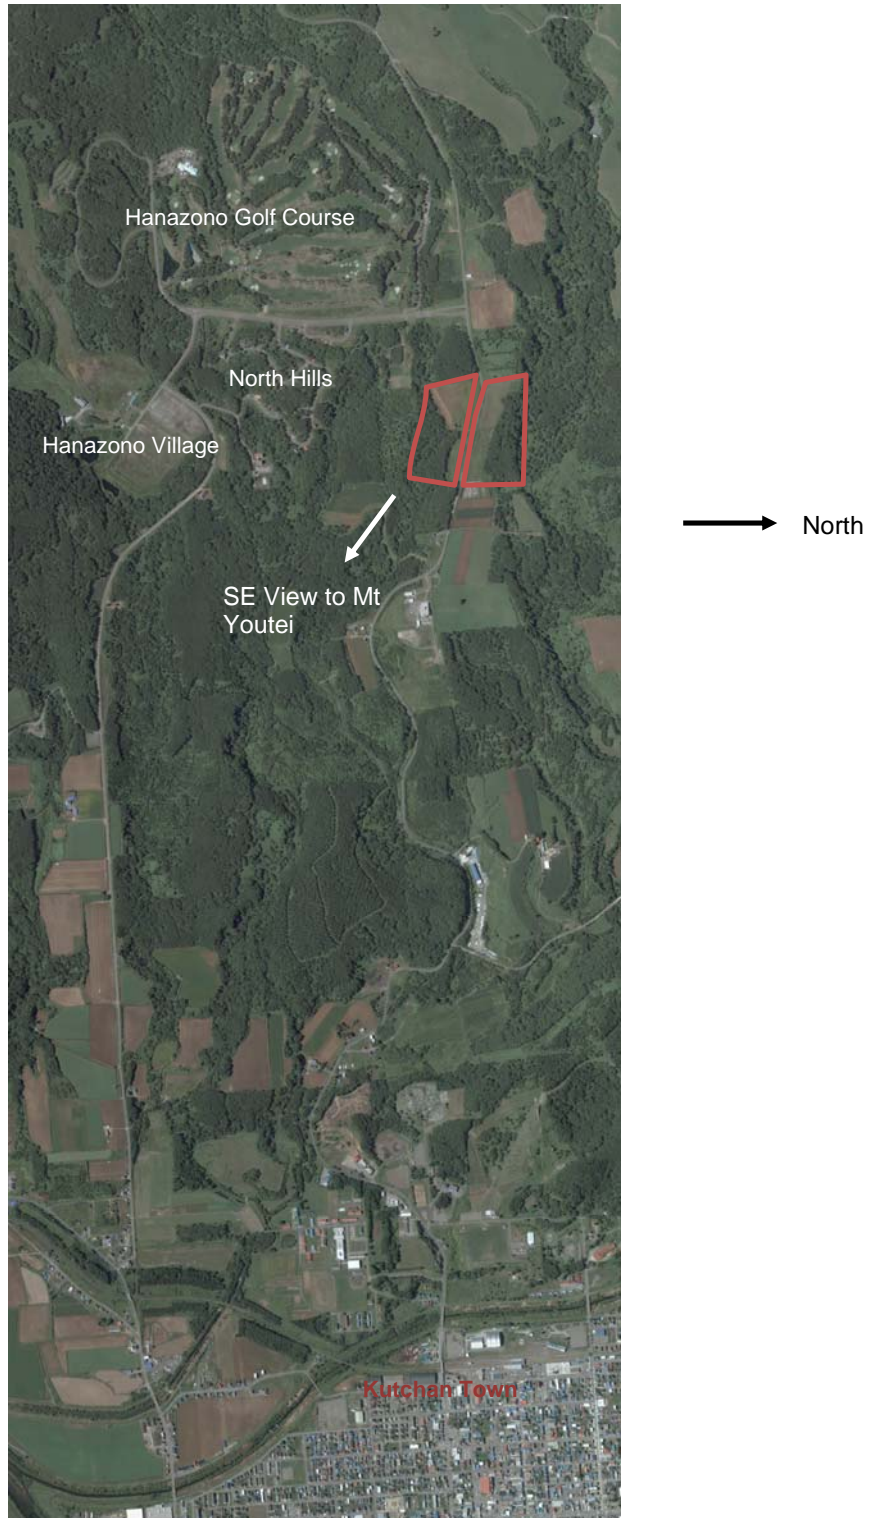 Hanazono Golf Course
North Hills
Hanazono Village
North
SE View to Mt
Youtei
Kutchan Town